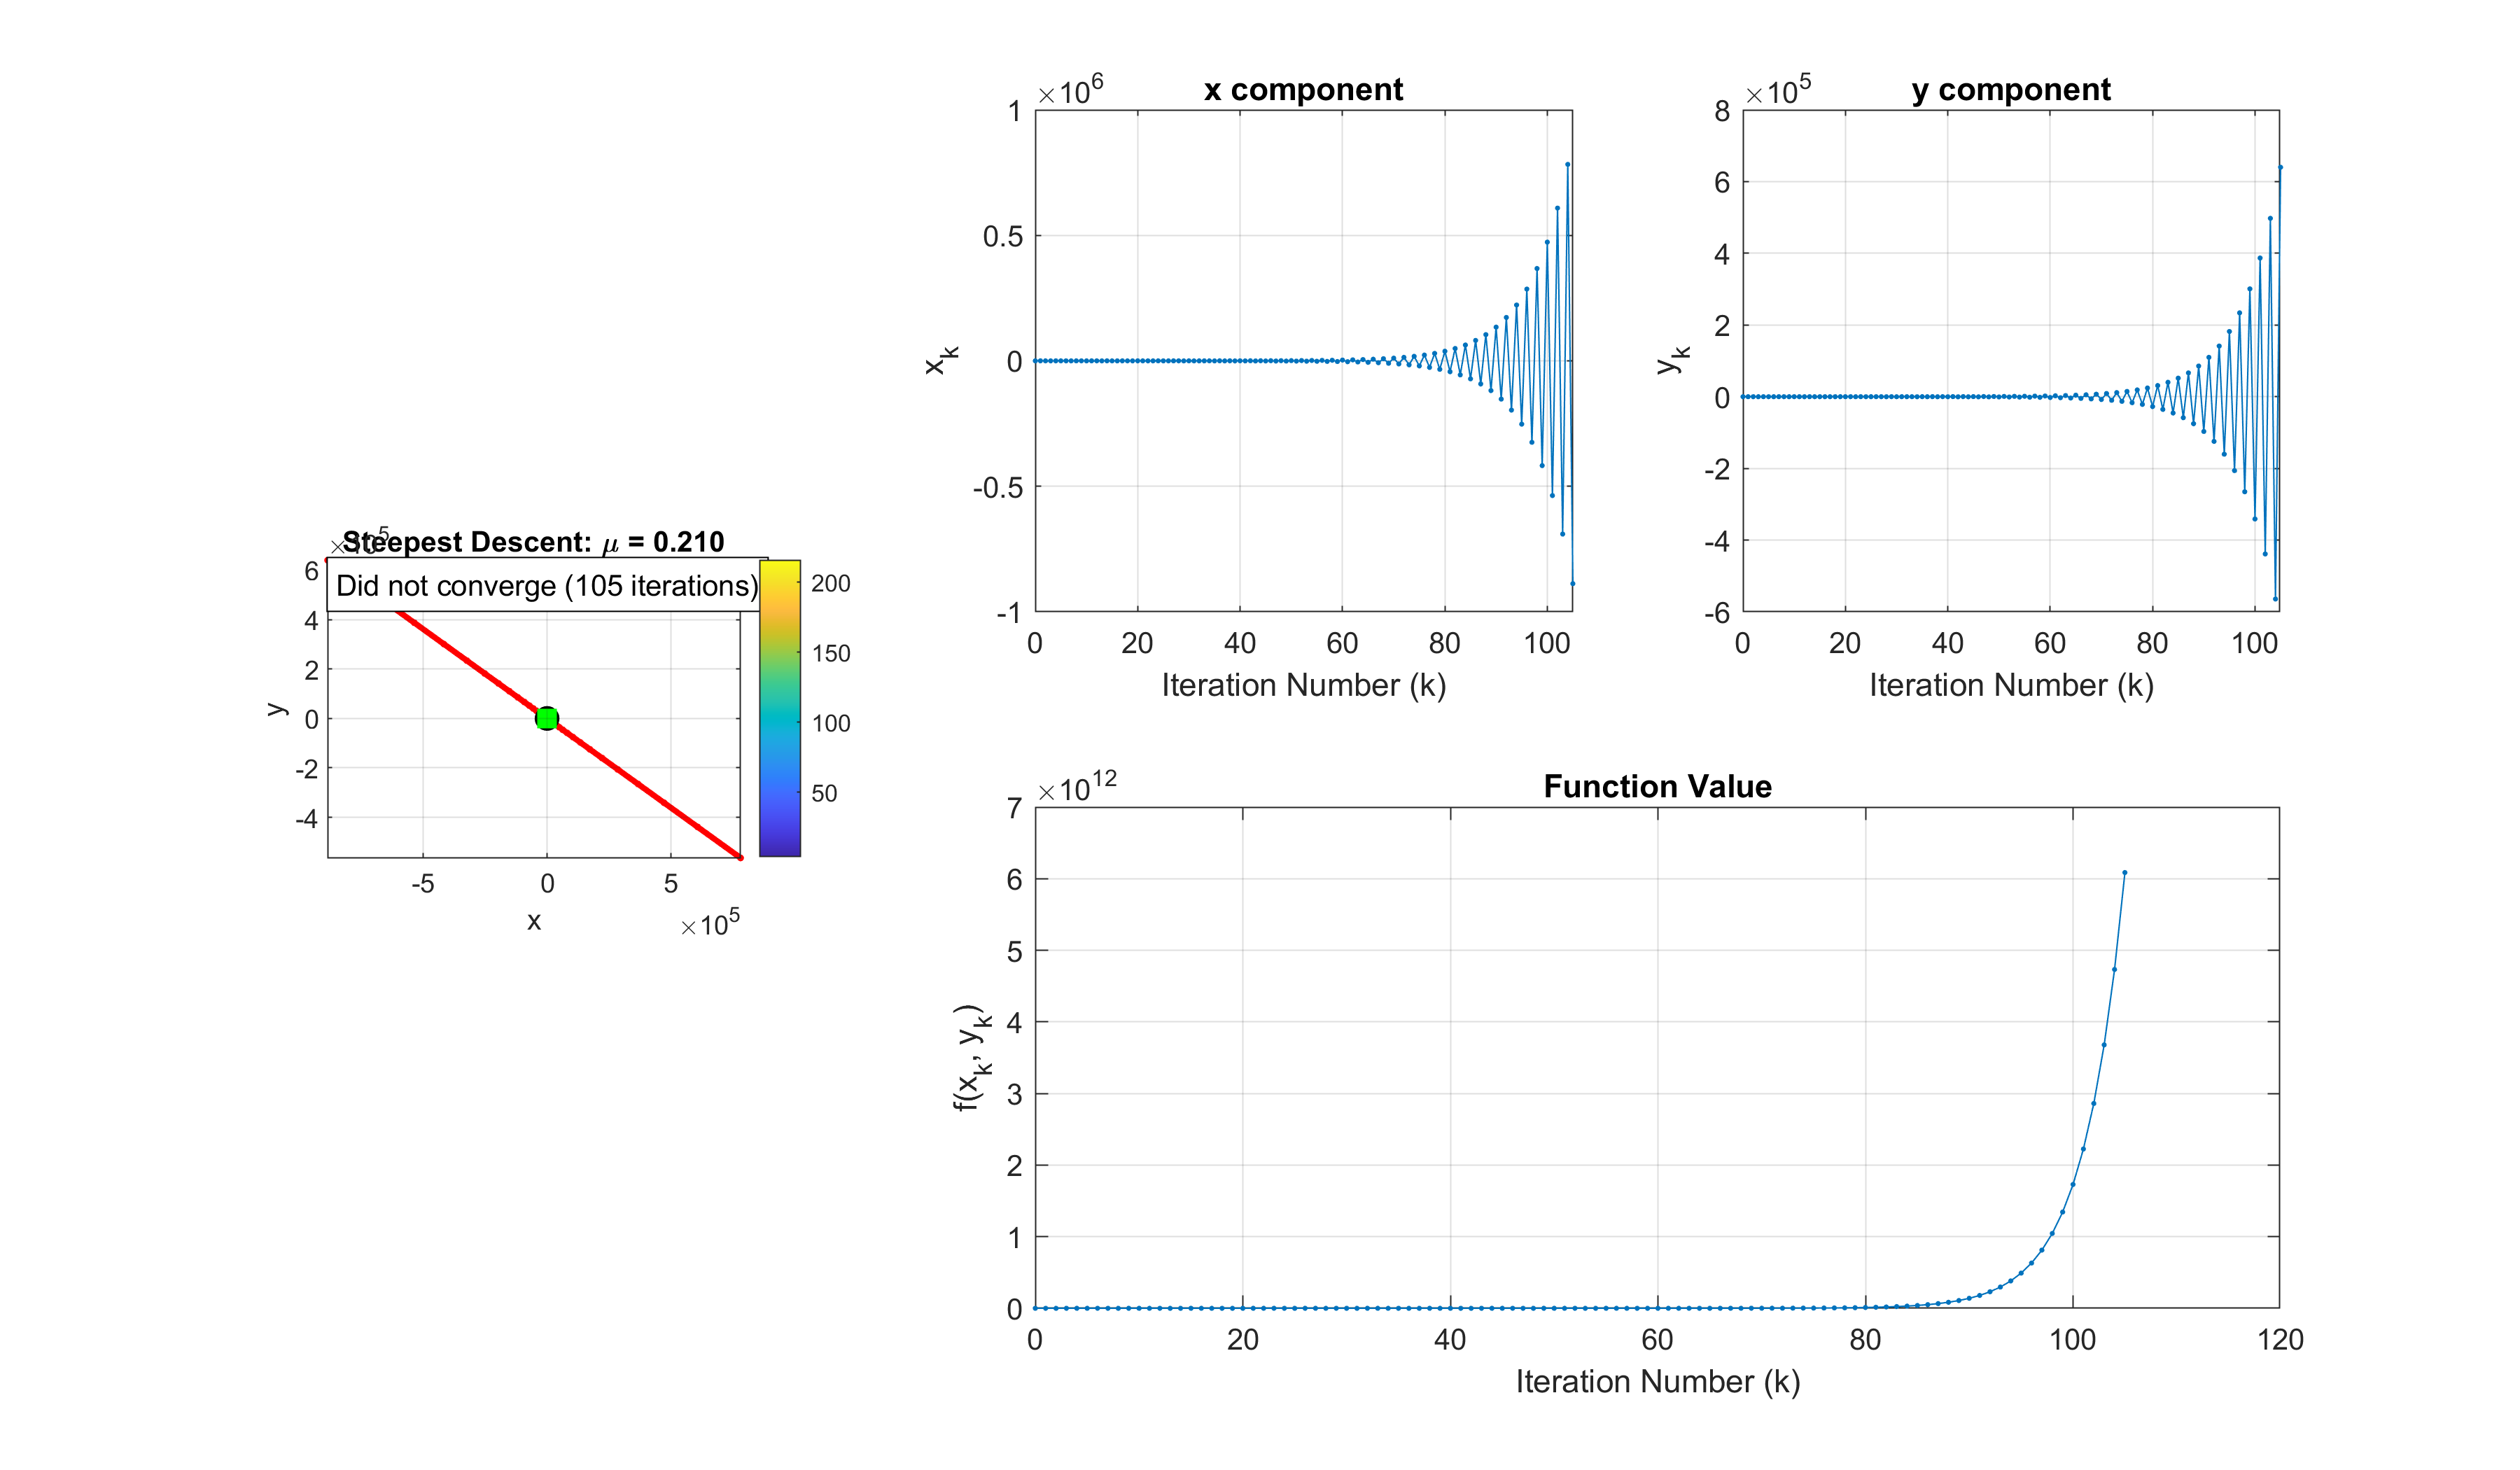 ×10^6
x component
1
0.5
0
-0.5
-1
x_k
0 20 40 60 80 100
Iteration Number (k)
×10^5
y component
8
6
4
2
0
-2
-4
-6
y_k
0 20 40 60 80 100
Iteration Number (k)
×10^5
Steepest Descent: μ = 0.210
Did not converge (105 iterations)
6
4
2
0
-2
-4
y
-5 0 5
x
×10^5
200
150
100
50
×10^12
Function Value
7
6
5
4
3
2
1
0
f(x_k, y_k)
0 20 40 60 80 100 120
Iteration Number (k)